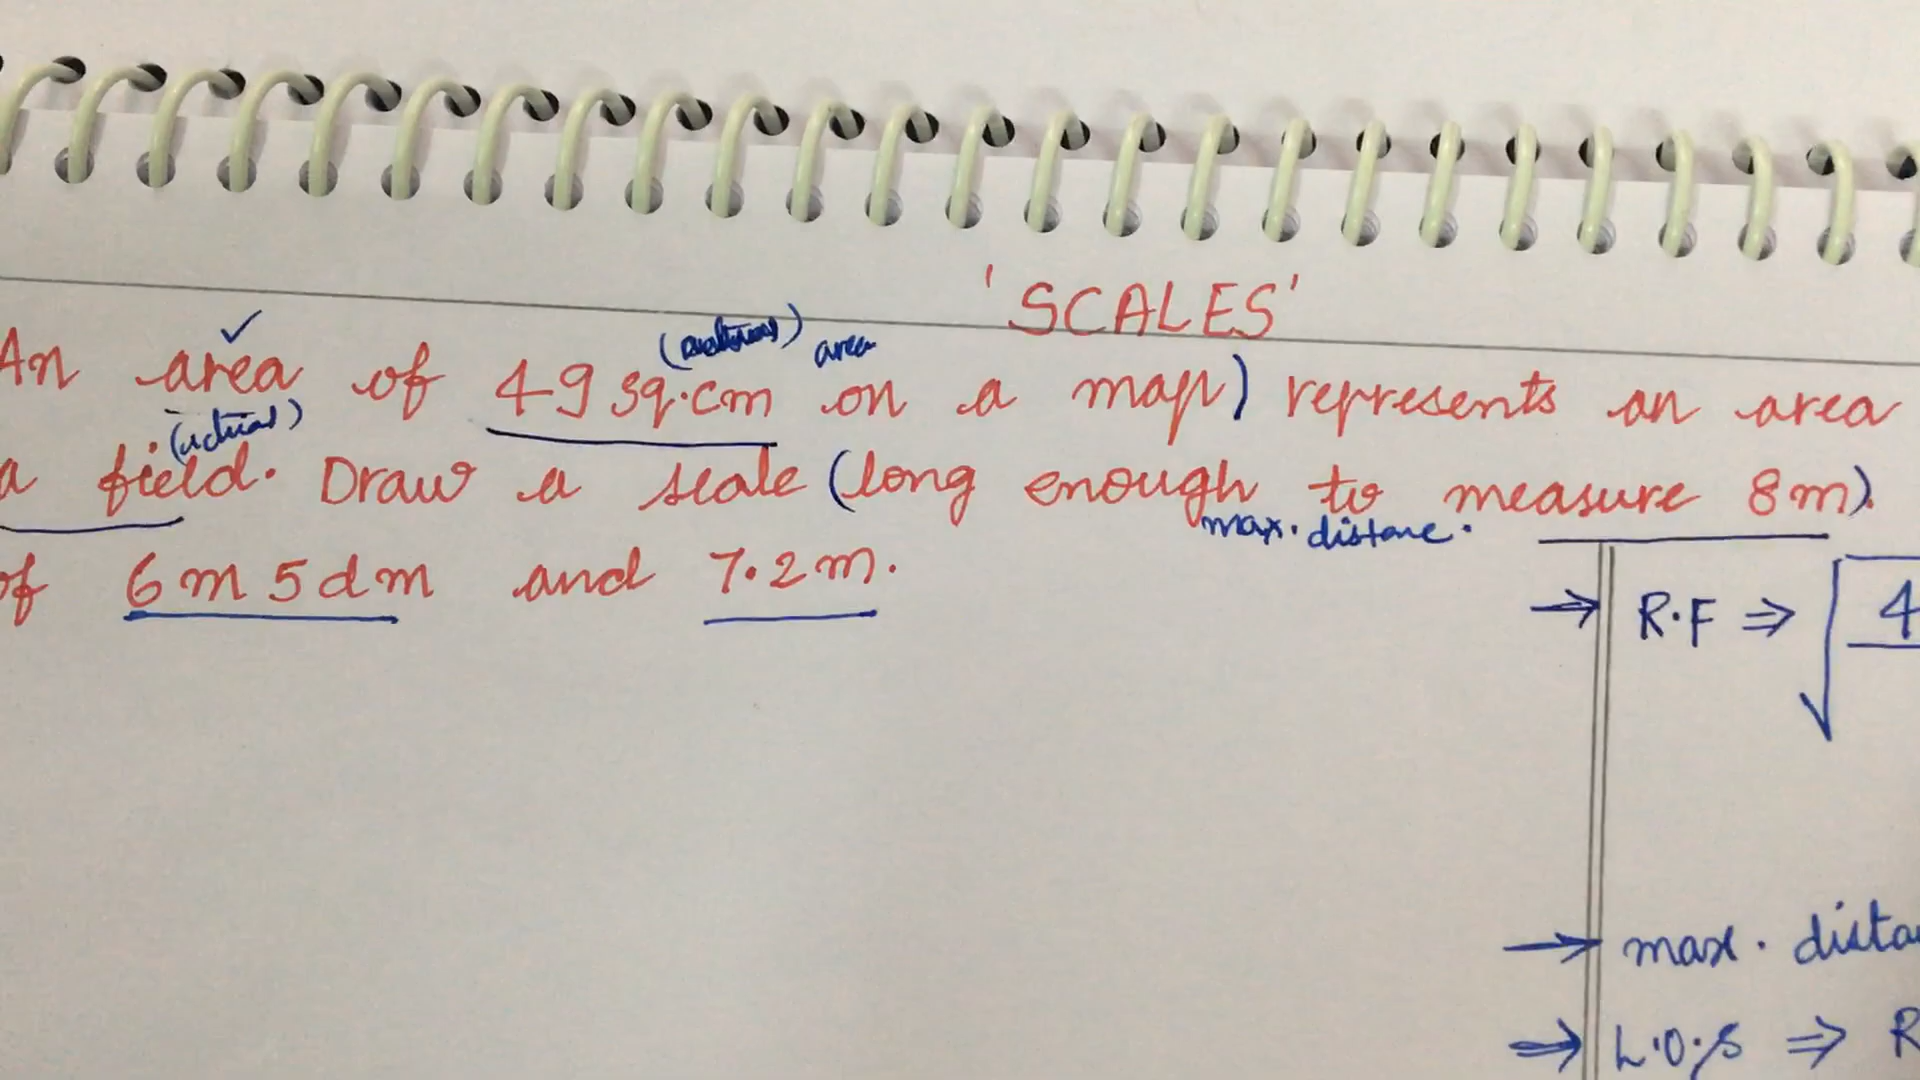 'SCALES'
An area of 49 sq.cm on a map) represents an area
area
(actual)
a field. Draw a scale (long enough to measure 8m).
max. distance.
of 6m 5dm and 7.2m.
R.F ⇒ √4
max. dista
L.O.S ⇒ R